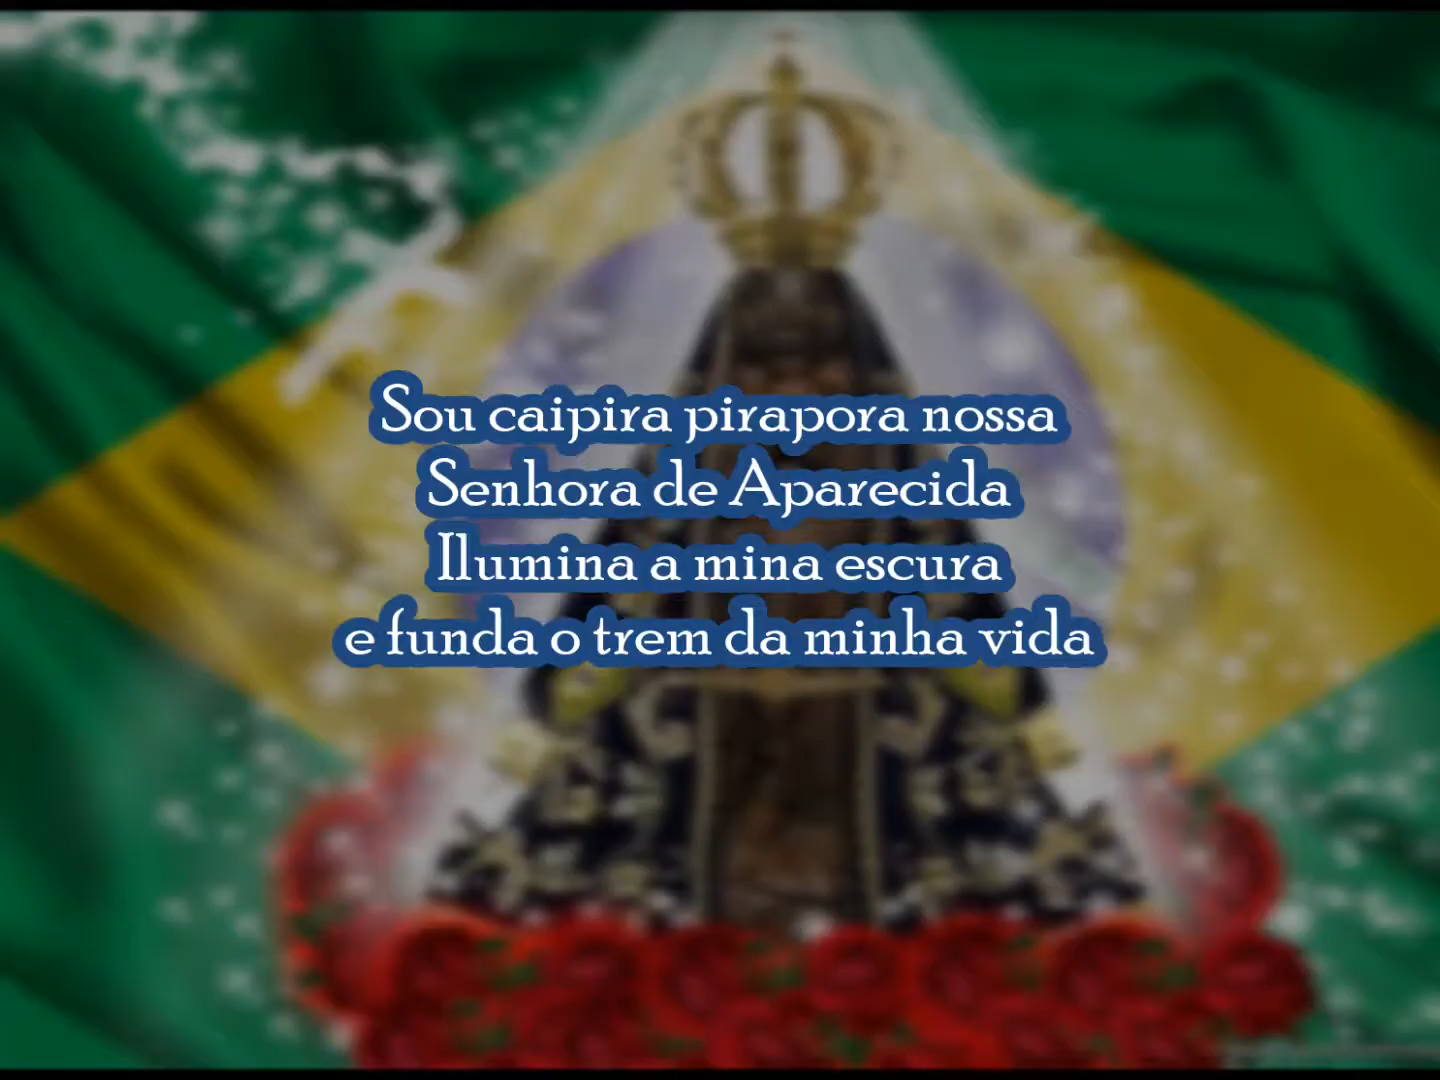 Sou caipira pirapora nossa
Senhora de Aparecida
Ilumina a mina escura
e funda o trem da minha vida